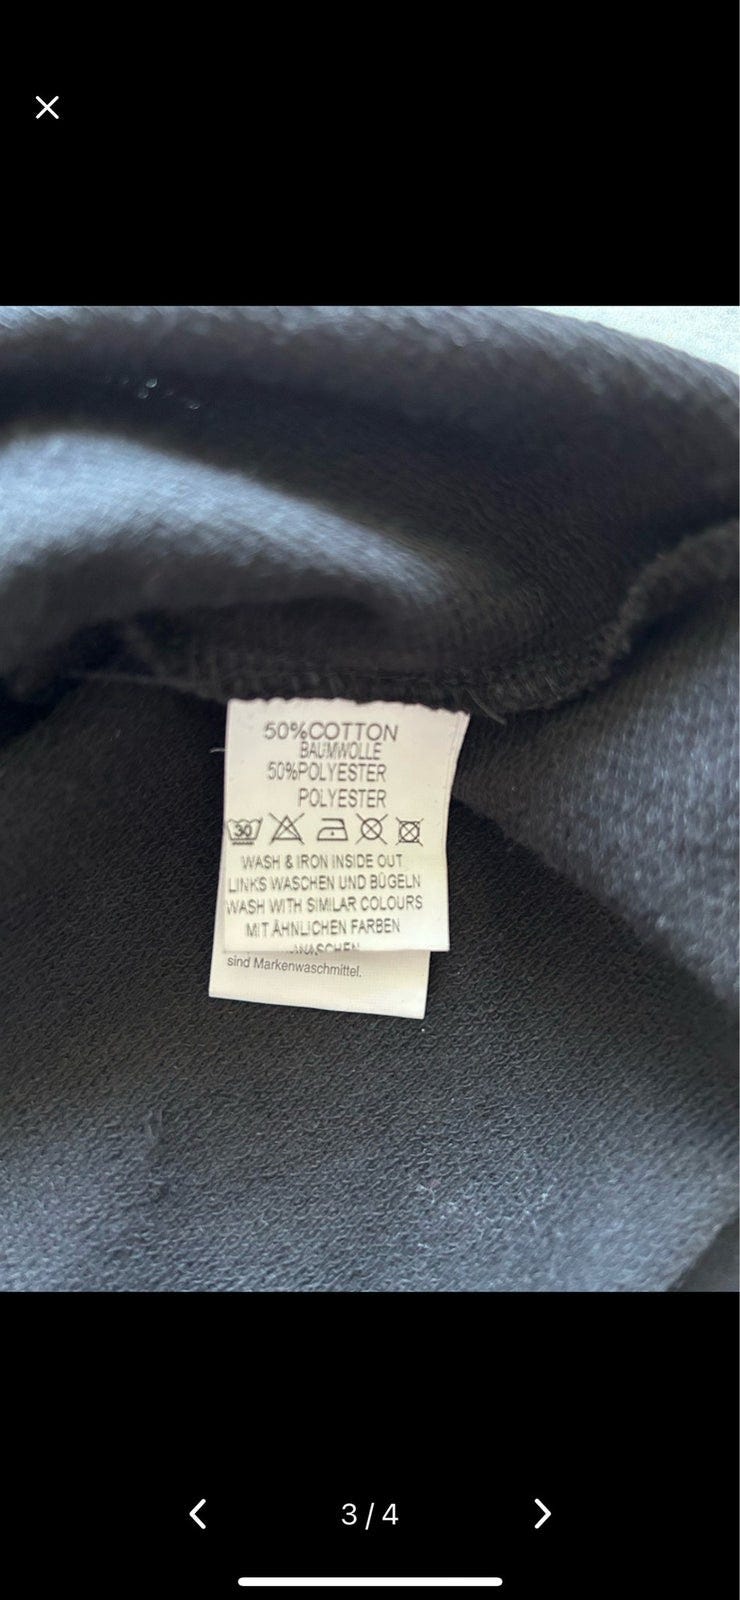 50%COTTON
BAUMWOLLE
50%POLYESTER
POLYESTER
30
WASH & IRON INSIDE OUT
LINKS WASCHEN UND BÜGELN
WASH WITH SIMILAR COLOURS
MIT ÄHNLICHEN FARBEN
WASCHEN
sind Markenwaschmittel.
3 / 4